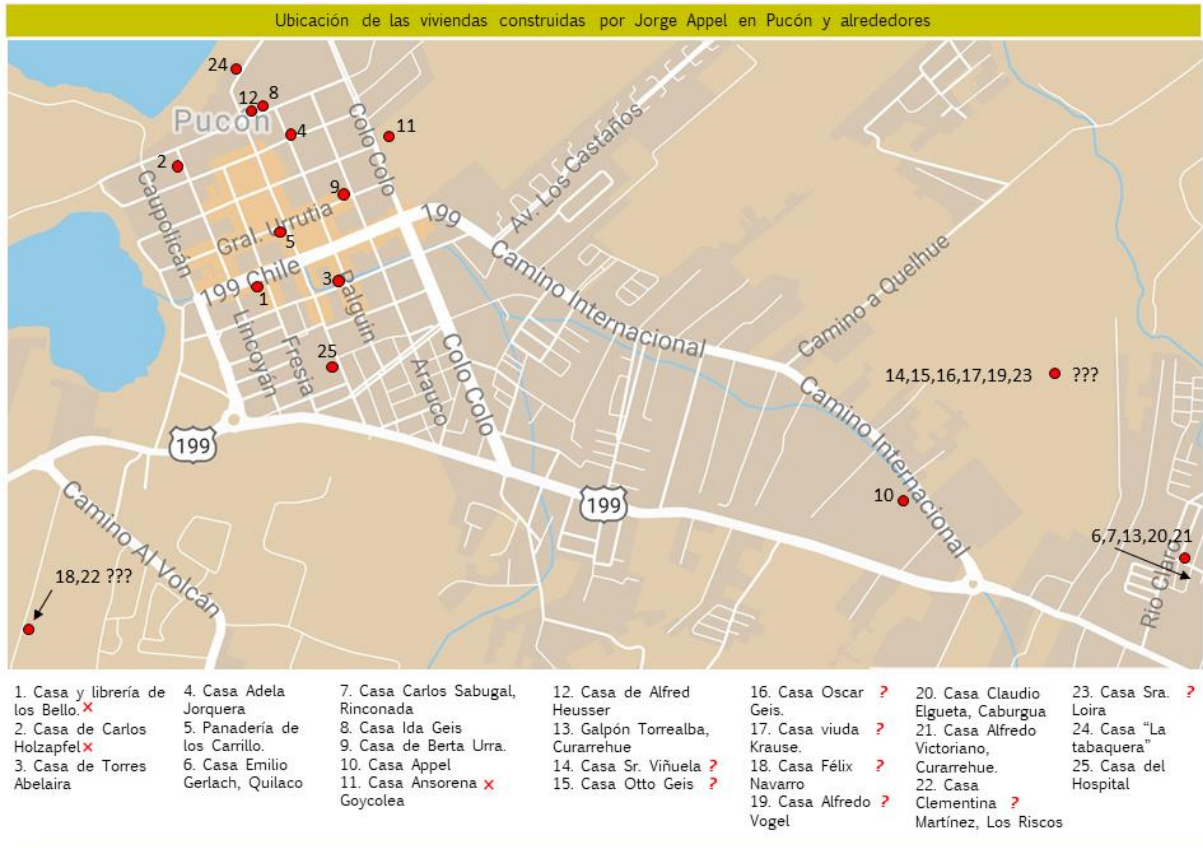 Ubicación de las viviendas construidas por Jorge Appel en Pucón y alrededores
24
12
8
Pucón
4
11
2
Colo Colo
Av. Los Castaños
9
Caupolicán
Gral. Urrutia
5
199
199 Chile
Camino Internacional
Camino a Quelhue
3
1
Palguin
Lincoyán
Fresia
25
Arauco
Colo Colo
14,15,16,17,19,23 ???
Camino Internacional
199
10
199
Camino Al Volcán
6,7,13,20,21
Rio Claro
18,22 ???
1. Casa y librería de
los Bello. ×
2. Casa de Carlos
Holzapfel ×
3. Casa de Torres
Abelaira
4. Casa Adela
Jorquera
5. Panadería de
los Carrillo.
6. Casa Emilio
Gerlach, Quilaco
7. Casa Carlos Sabugal,
Rinconada
8. Casa Ida Geis
9. Casa de Berta Urra.
10. Casa Appel
11. Casa Ansorena ×
Goycolea
12. Casa de Alfred
Heusser
13. Galpón Torrealba,
Curarrehue
14. Casa Sr. Viñuela ?
15. Casa Otto Geis ?
16. Casa Oscar ?
Geis.
17. Casa viuda ?
Krause.
18. Casa Félix ?
Navarro
19. Casa Alfredo ?
Vogel
20. Casa Claudio
Elgueta, Caburgua
21. Casa Alfredo
Victoriano,
Curarrehue.
22. Casa
Clementina ?
Martínez, Los Riscos
23. Casa Sra. ?
Loira
24. Casa "La
tabaquera"
25. Casa del
Hospital